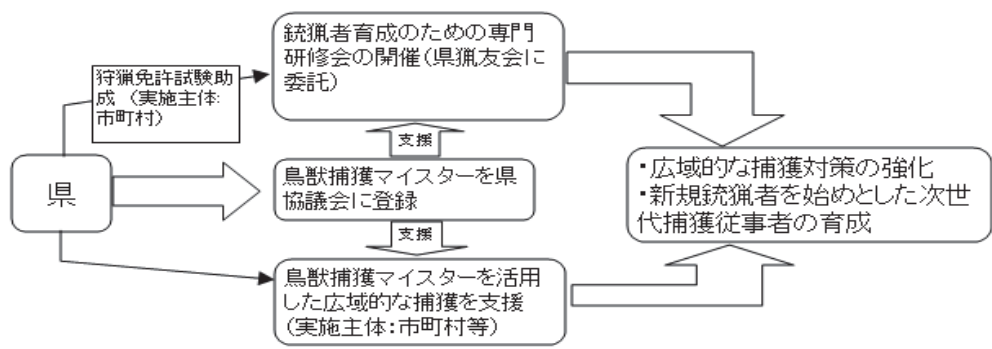 銃猟者育成のための専門
研修会の開催(県猟友会に
委託)
狩猟免許試験助
成 (実施主体:
市町村)
支援
県
鳥獣捕獲マイスターを県
協議会に登録
・広域的な捕獲対策の強化
・新規銃猟者を始めとした次世
代捕獲従事者の育成
支援
鳥獣捕獲マイスターを活用
した広域的な捕獲を支援
(実施主体:市町村等)